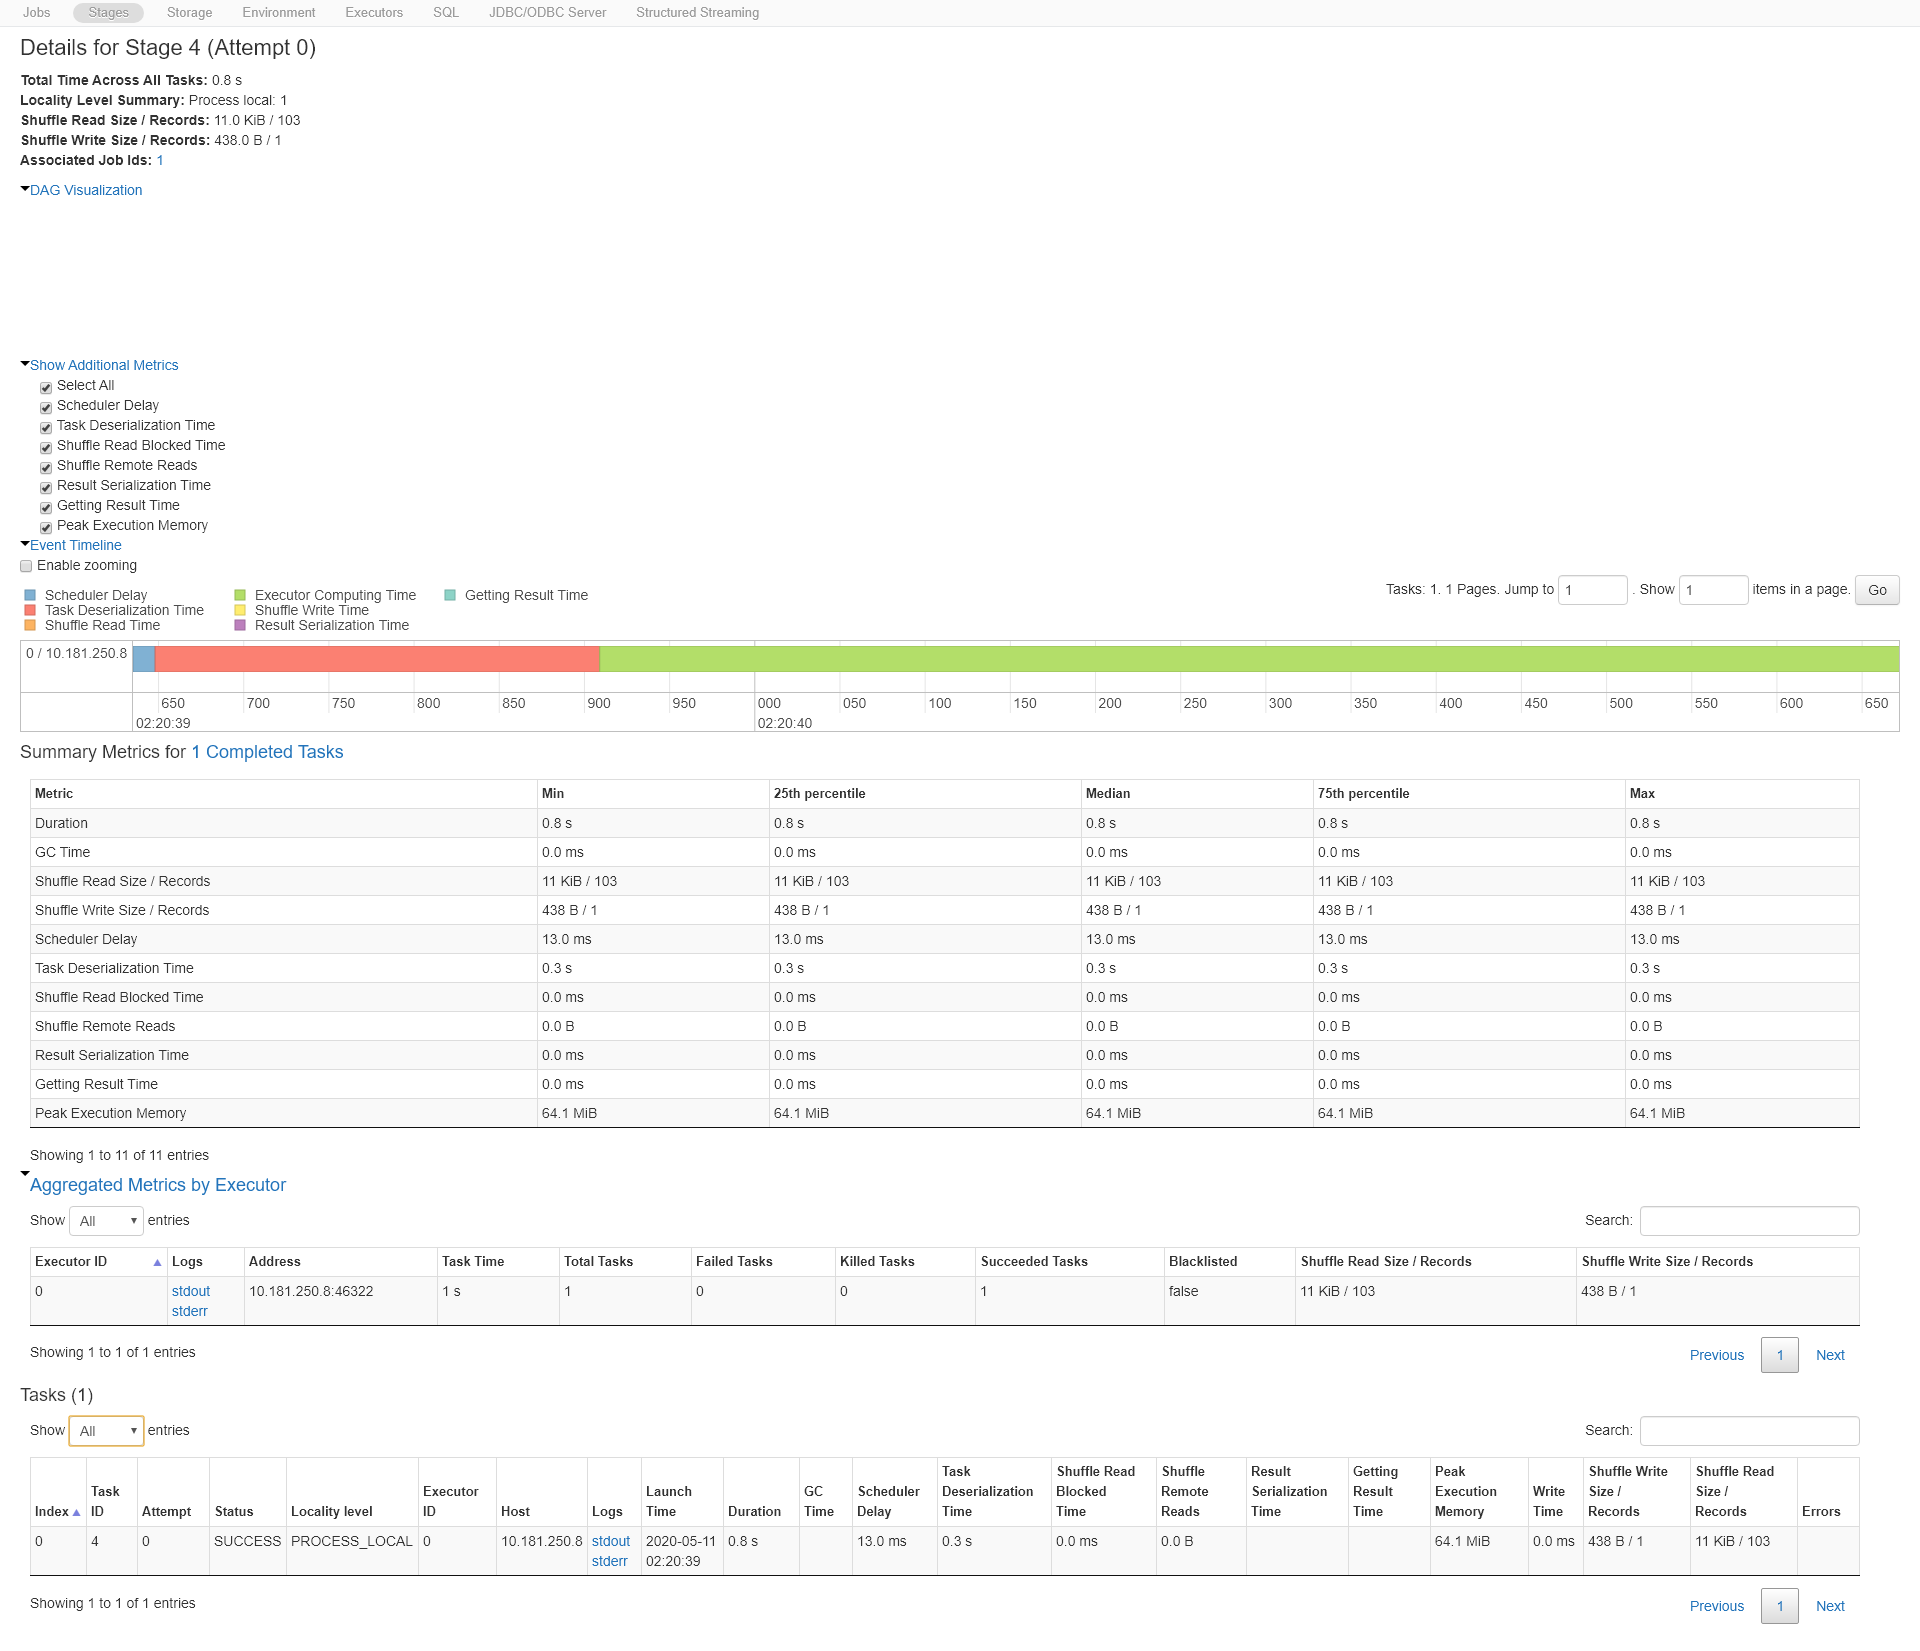 Jobs Stages Storage Environment Executors SQL JDBC/ODBC Server Structured Streaming
Details for Stage 4 (Attempt 0)
Total Time Across All Tasks: 0.8 s
Locality Level Summary: Process local: 1
Shuffle Read Size / Records: 11.0 KiB / 103
Shuffle Write Size / Records: 438.0 B / 1
Associated Job Ids: 1
DAG Visualization
Show Additional Metrics
Select All
Scheduler Delay
Task Deserialization Time
Shuffle Read Blocked Time
Shuffle Remote Reads
Result Serialization Time
Getting Result Time
Peak Execution Memory
Event Timeline
Enable zooming
Tasks: 1. 1 Pages. Jump to 1 . Show 1 items in a page. Go
Scheduler Delay Executor Computing Time Getting Result Time
Task Deserialization Time Shuffle Write Time
Shuffle Read Time Result Serialization Time
0 / 10.181.250.8
650 700 750 800 850 900 950 000 050 100 150 200 250 300 350 400 450 500 550 600 650
02:20:39 02:20:40
Summary Metrics for 1 Completed Tasks
Metric Min 25th percentile Median 75th percentile Max
Duration 0.8 s 0.8 s 0.8 s 0.8 s 0.8 s
GC Time 0.0 ms 0.0 ms 0.0 ms 0.0 ms 0.0 ms
Shuffle Read Size / Records 11 KiB / 103 11 KiB / 103 11 KiB / 103 11 KiB / 103 11 KiB / 103
Shuffle Write Size / Records 438 B / 1 438 B / 1 438 B / 1 438 B / 1 438 B / 1
Scheduler Delay 13.0 ms 13.0 ms 13.0 ms 13.0 ms 13.0 ms
Task Deserialization Time 0.3 s 0.3 s 0.3 s 0.3 s 0.3 s
Shuffle Read Blocked Time 0.0 ms 0.0 ms 0.0 ms 0.0 ms 0.0 ms
Shuffle Remote Reads 0.0 B 0.0 B 0.0 B 0.0 B 0.0 B
Result Serialization Time 0.0 ms 0.0 ms 0.0 ms 0.0 ms 0.0 ms
Getting Result Time 0.0 ms 0.0 ms 0.0 ms 0.0 ms 0.0 ms
Peak Execution Memory 64.1 MiB 64.1 MiB 64.1 MiB 64.1 MiB 64.1 MiB
Showing 1 to 11 of 11 entries
Aggregated Metrics by Executor
Show All entries Search:
Executor ID Logs Address Task Time Total Tasks Failed Tasks Killed Tasks Succeeded Tasks Blacklisted Shuffle Read Size / Records Shuffle Write Size / Records
0 stdout 10.181.250.8:46322 1 s 1 0 0 1 false 11 KiB / 103 438 B / 1
stderr
Showing 1 to 1 of 1 entries Previous 1 Next
Tasks (1)
Show All entries Search:
Task Shuffle Read Shuffle Result Getting Peak Shuffle Write Shuffle Read
Task Executor Launch GC Scheduler Deserialization Blocked Remote Serialization Result Execution Write Size / Size /
Index ID Attempt Status Locality level ID Host Logs Time Duration Time Delay Time Time Reads Time Time Memory Time Records Records Errors
0 4 0 SUCCESS PROCESS_LOCAL 0 10.181.250.8 stdout 2020-05-11 0.8 s 13.0 ms 0.3 s 0.0 ms 0.0 B 64.1 MiB 0.0 ms 438 B / 1 11 KiB / 103
stderr 02:20:39
Showing 1 to 1 of 1 entries Previous 1 Next